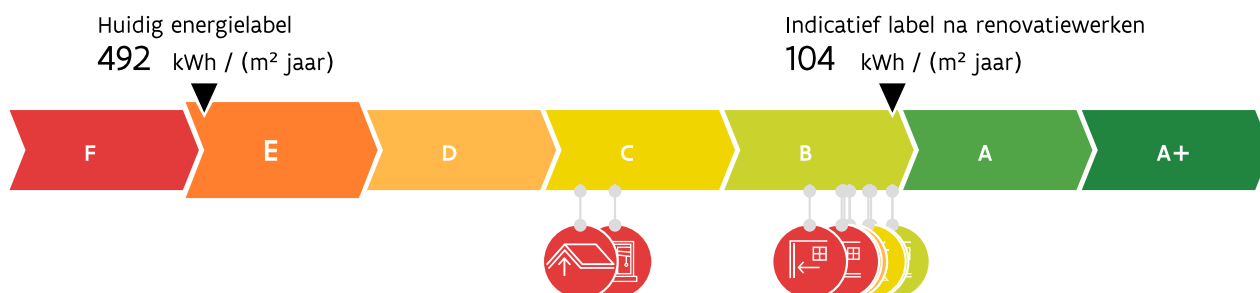 Huidig energielabel
492 kWh / (m² jaar)
Indicatief label na renovatiewerken
104 kWh / (m² jaar)
F E D C B A A+